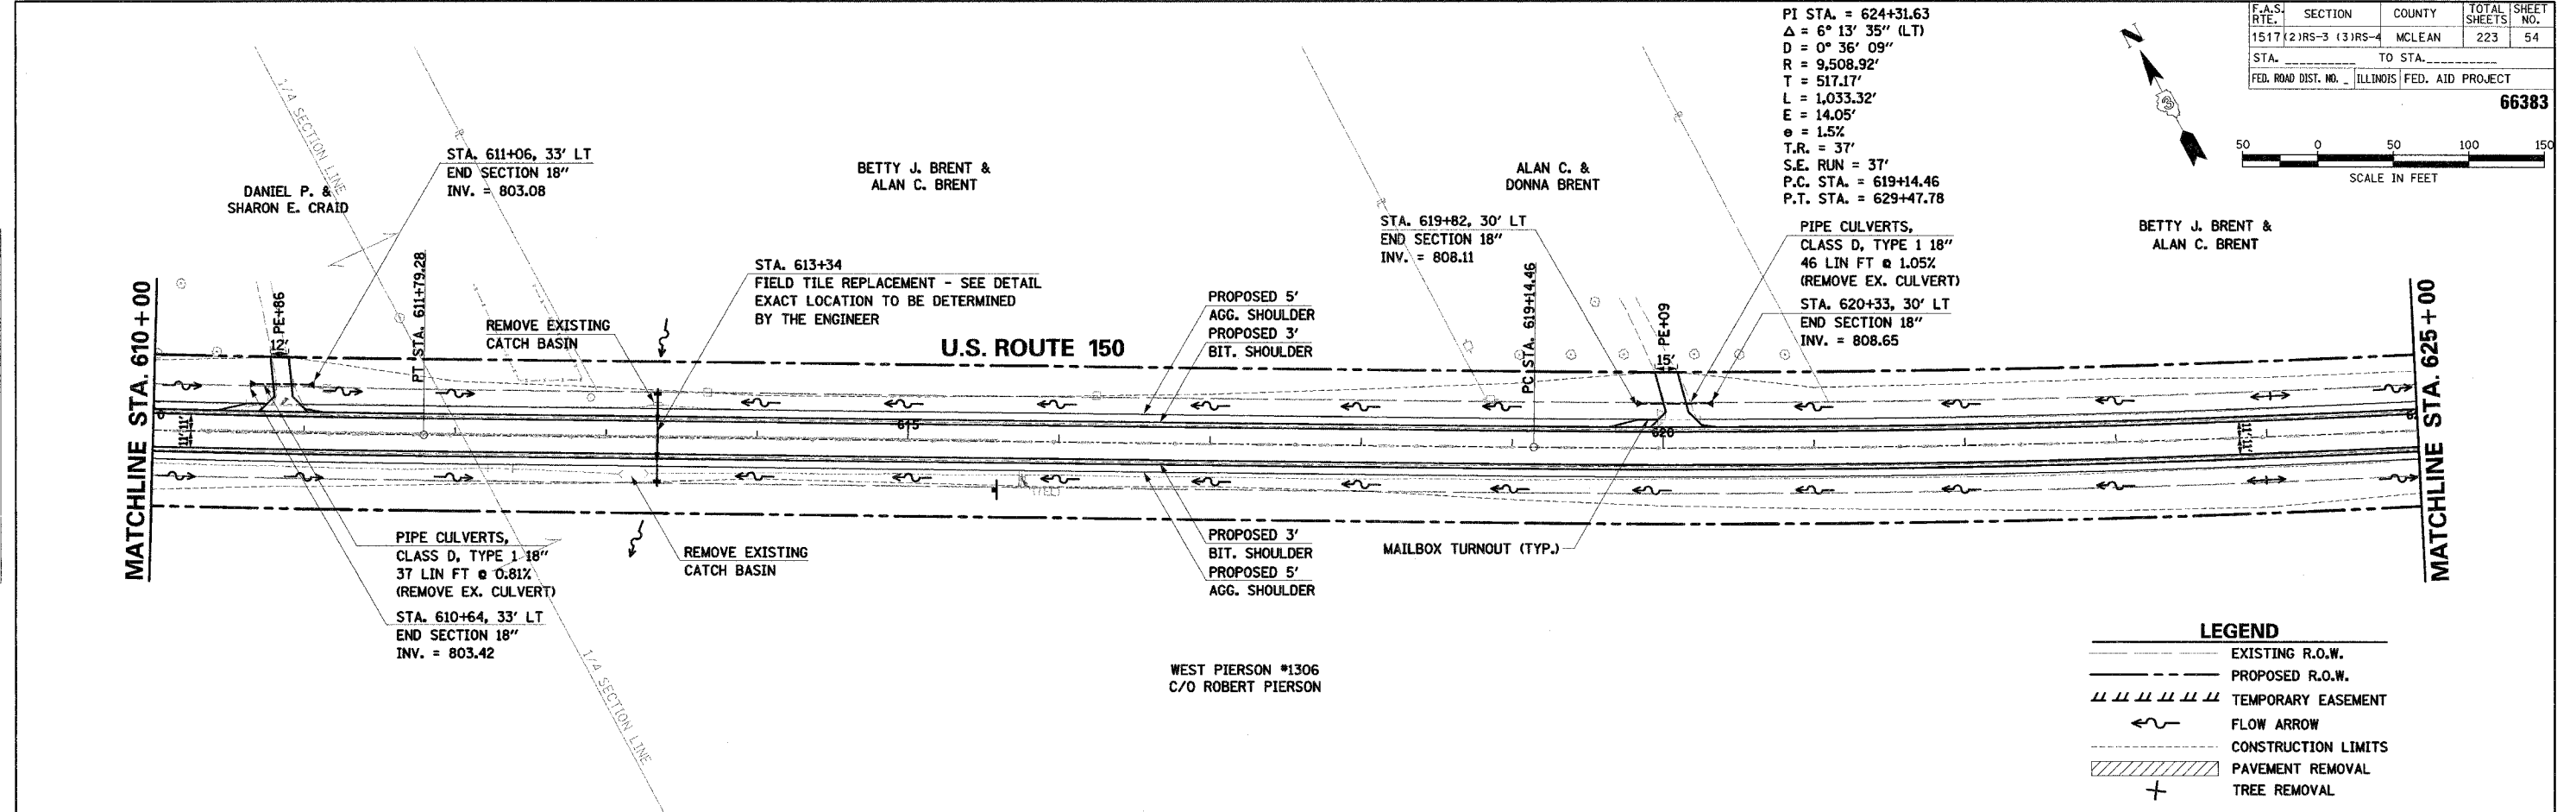 PI STA. = 624+31.63
Δ = 6° 13' 35" (LT)
D = 0° 36' 09"
R = 9,508.92'
T = 517.17'
L = 1,033.32'
E = 14.05'
e = 1.5%
T.R. = 37'
S.E. RUN = 37'
P.C. STA. = 619+14.46
P.T. STA. = 629+47.78
F.A.S. RTE. SECTION COUNTY TOTAL SHEETS SHEET NO.
1517 (2)RS-3 (3)RS-4 MCLEAN 223 54
STA. __________ TO STA. __________
FED. ROAD DIST. NO. _ ILLINOIS FED. AID PROJECT
66383
N
3
50 0 50 100 150
SCALE IN FEET
1/4 SECTION LINE
DANIEL P. &
SHARON E. CRAID
STA. 611+06, 33' LT
END SECTION 18"
INV. = 803.08
BETTY J. BRENT &
ALAN C. BRENT
ALAN C. &
DONNA BRENT
STA. 619+82, 30' LT
END SECTION 18"
INV. = 808.11
PIPE CULVERTS,
CLASS D, TYPE 1 18"
46 LIN FT @ 1.05%
(REMOVE EX. CULVERT)
STA. 620+33, 30' LT
END SECTION 18"
INV. = 808.65
BETTY J. BRENT &
ALAN C. BRENT
MATCHLINE STA. 610+00
PE+86
12'
PT STA. 611+79.28
REMOVE EXISTING
CATCH BASIN
STA. 613+34
FIELD TILE REPLACEMENT - SEE DETAIL
EXACT LOCATION TO BE DETERMINED
BY THE ENGINEER
U.S. ROUTE 150
PROPOSED 5'
AGG. SHOULDER
PROPOSED 3'
BIT. SHOULDER
PC STA. 619+14.46
PE+09
15'
MATCHLINE STA. 625+00
11' 11'
615
620
11' 11'
PIPE CULVERTS,
CLASS D, TYPE 1 18"
37 LIN FT @ 0.81%
(REMOVE EX. CULVERT)
STA. 610+64, 33' LT
END SECTION 18"
INV. = 803.42
REMOVE EXISTING
CATCH BASIN
PROPOSED 3'
BIT. SHOULDER
PROPOSED 5'
AGG. SHOULDER
MAILBOX TURNOUT (TYP.)
1/4 SECTION LINE
WEST PIERSON #1306
C/O ROBERT PIERSON
LEGEND
EXISTING R.O.W.
PROPOSED R.O.W.
TEMPORARY EASEMENT
FLOW ARROW
CONSTRUCTION LIMITS
PAVEMENT REMOVAL
TREE REMOVAL